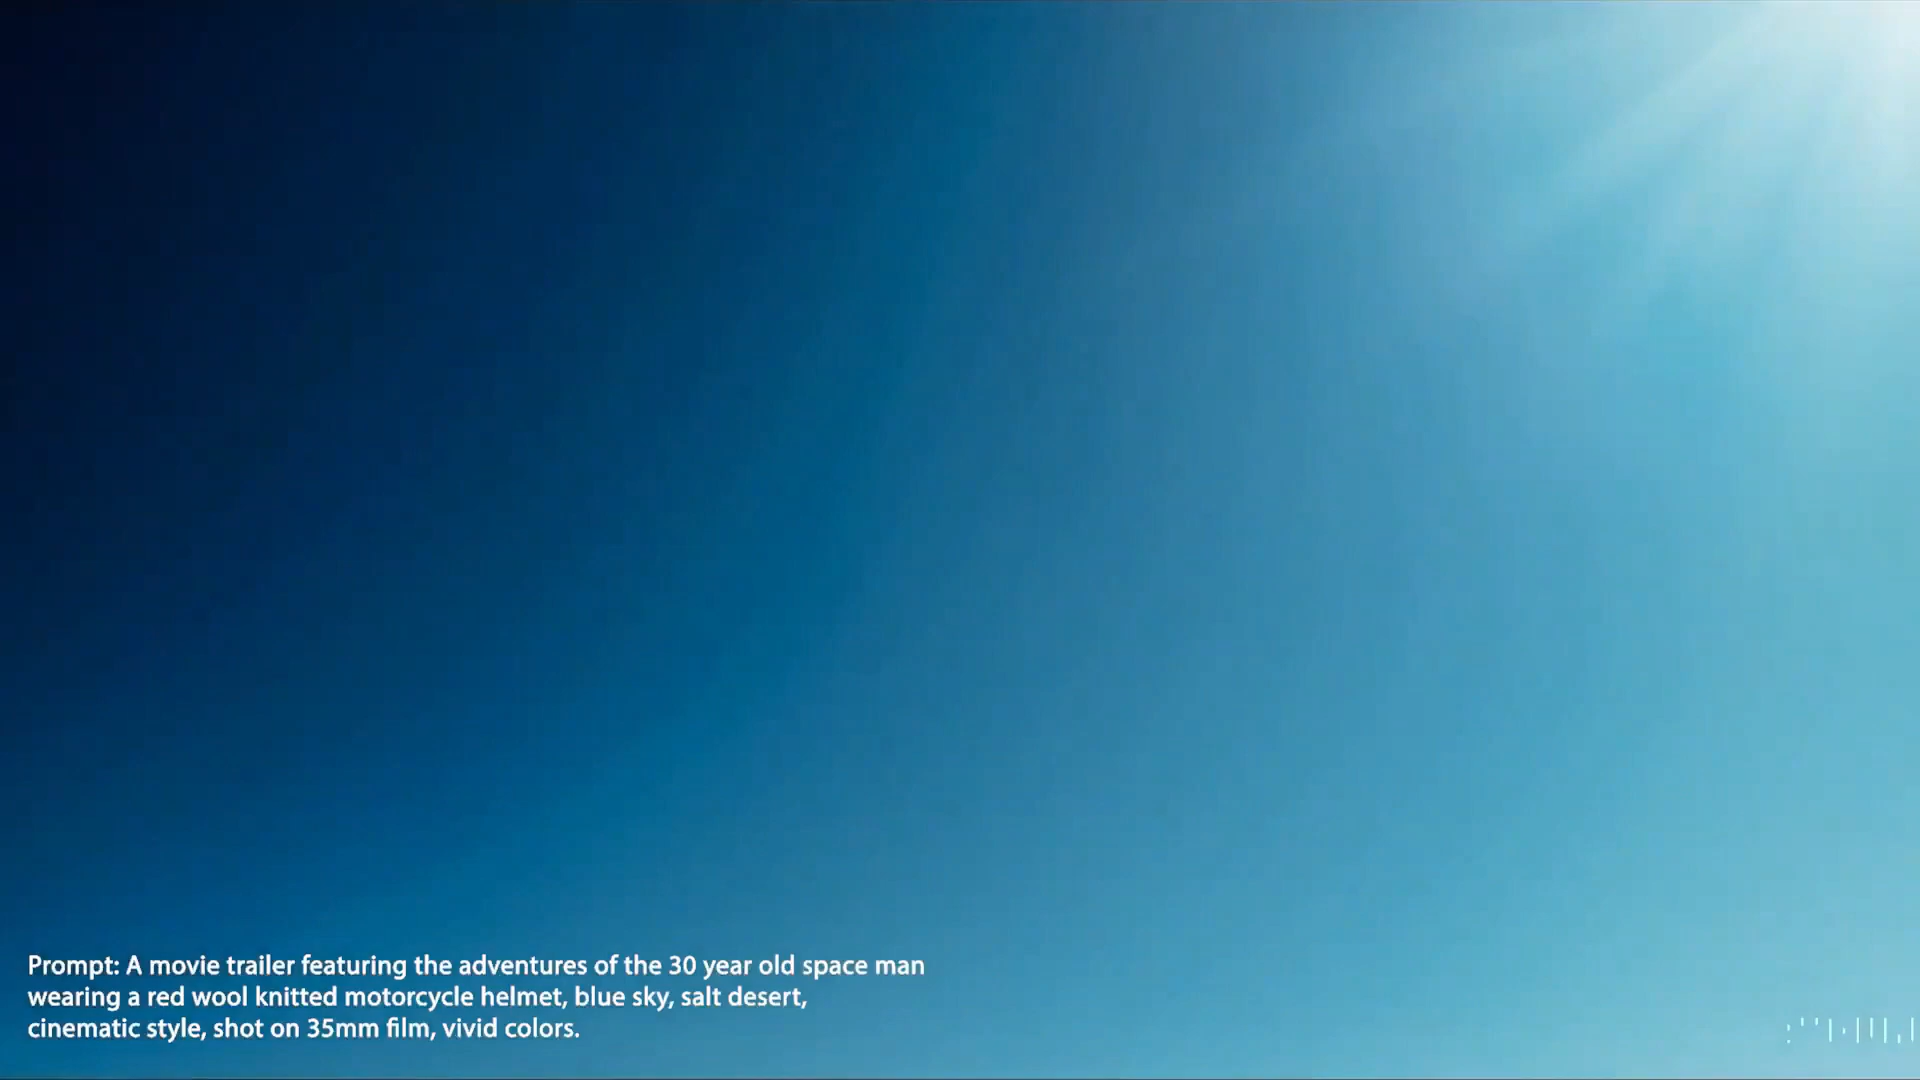 Prompt: A movie trailer featuring the adventures of the 30 year old space man
wearing a red wool knitted motorcycle helmet, blue sky, salt desert,
cinematic style, shot on 35mm film, vivid colors.